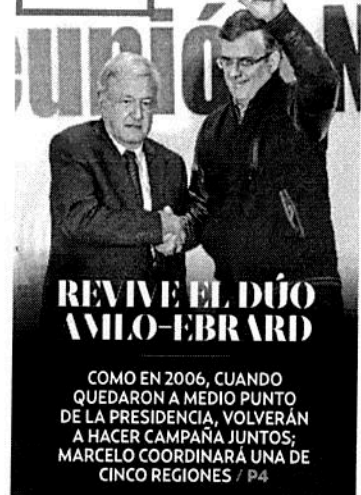 eunión N
REVIVE EL DÚO
AMLO-EBRARD
COMO EN 2006, CUANDO
QUEDARON A MEDIO PUNTO
DE LA PRESIDENCIA, VOLVERÁN
A HACER CAMPAÑA JUNTOS;
MARCELO COORDINARÁ UNA DE
CINCO REGIONES / P4